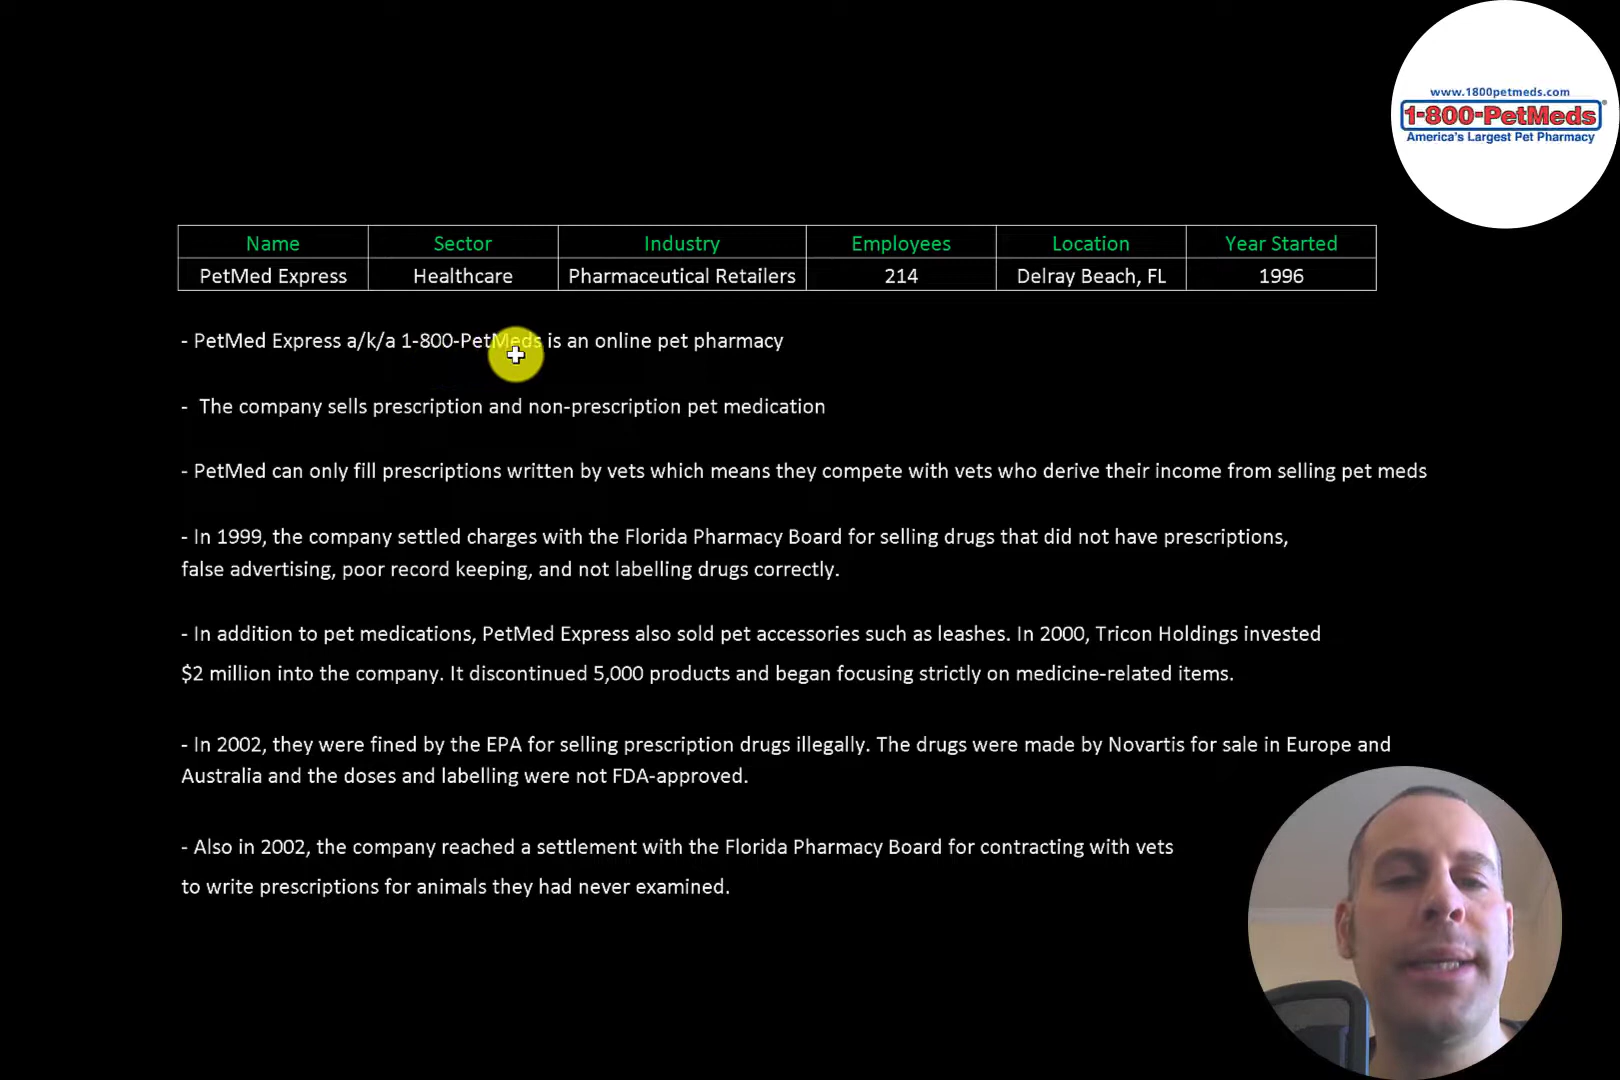 www.1800petmeds.com
1-800-PetMeds®
America's Largest Pet Pharmacy
Name Sector Industry Employees Location Year Started
PetMed Express Healthcare Pharmaceutical Retailers 214 Delray Beach, FL 1996
- PetMed Express a/k/a 1-800-PetMeds is an online pet pharmacy
- The company sells prescription and non-prescription pet medication
- PetMed can only fill prescriptions written by vets which means they compete with vets who derive their income from selling pet meds
- In 1999, the company settled charges with the Florida Pharmacy Board for selling drugs that did not have prescriptions,
false advertising, poor record keeping, and not labelling drugs correctly.
- In addition to pet medications, PetMed Express also sold pet accessories such as leashes. In 2000, Tricon Holdings invested
$2 million into the company. It discontinued 5,000 products and began focusing strictly on medicine-related items.
- In 2002, they were fined by the EPA for selling prescription drugs illegally. The drugs were made by Novartis for sale in Europe and
Australia and the doses and labelling were not FDA-approved.
- Also in 2002, the company reached a settlement with the Florida Pharmacy Board for contracting with vets
to write prescriptions for animals they had never examined.